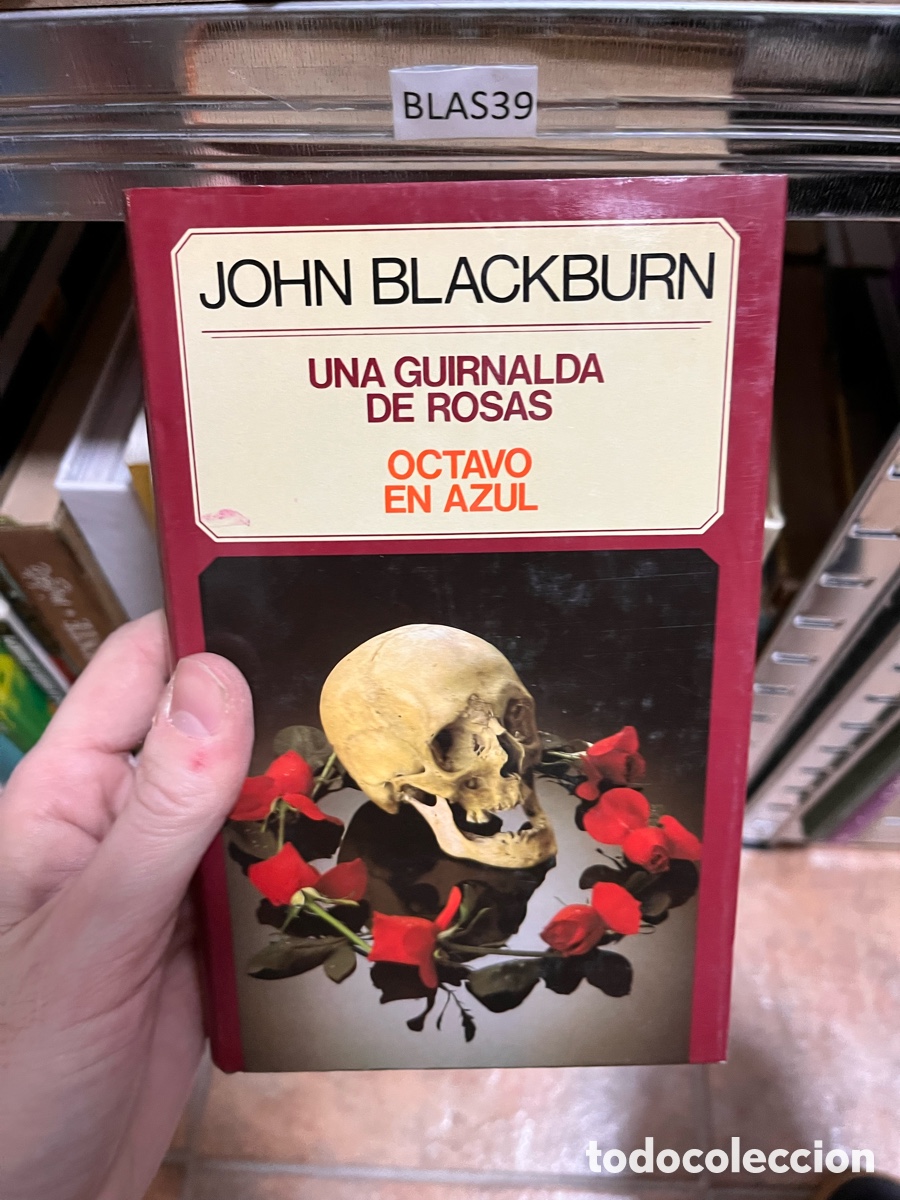 BLAS39
JOHN BLACKBURN
UNA GUIRNALDA
DE ROSAS
OCTAVO
EN AZUL
todocoleccion